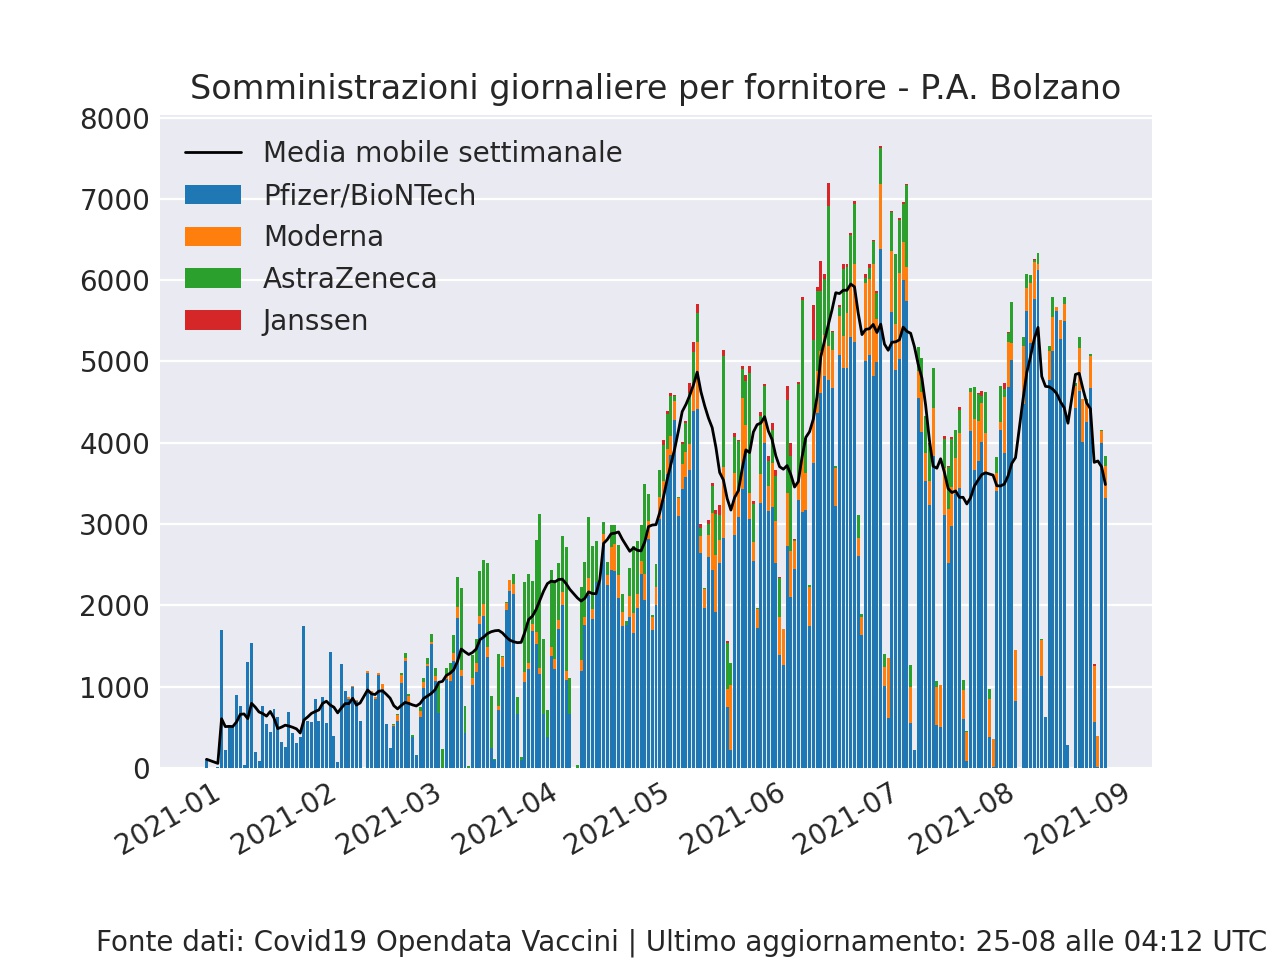 Somministrazioni giornaliere per fornitore - P.A. Bolzano
8000
7000
6000
5000
4000
3000
2000
1000
0
Media mobile settimanale
Pfizer/BioNTech
Moderna
AstraZeneca
Janssen
2021-01
2021-02
2021-03
2021-04
2021-05
2021-06
2021-07
2021-08
2021-09
Fonte dati: Covid19 Opendata Vaccini | Ultimo aggiornamento: 25-08 alle 04:12 UTC